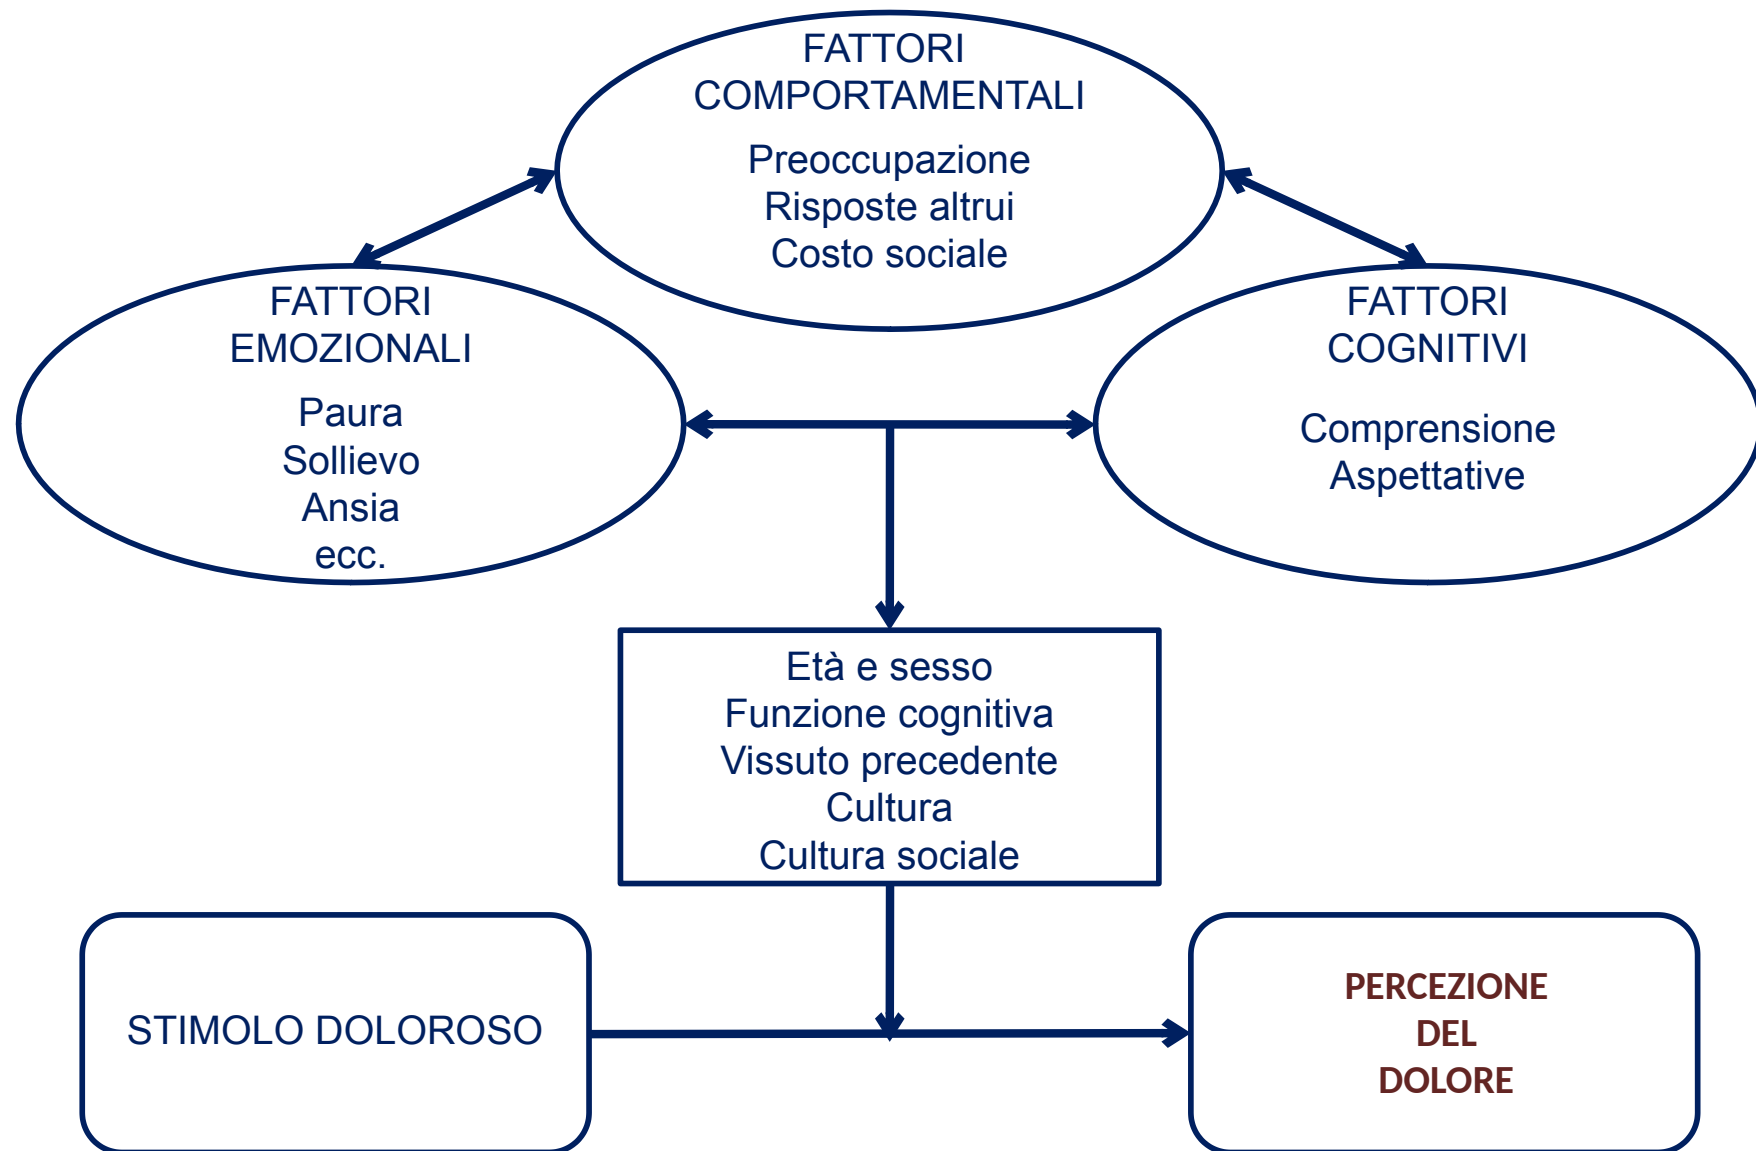 FATTORI
COMPORTAMENTALI
Preoccupazione
Risposte altrui
Costo sociale
FATTORI
EMOZIONALI
Paura
Sollievo
Ansia
ecc.
FATTORI
COGNITIVI
Comprensione
Aspettative
Età e sesso
Funzione cognitiva
Vissuto precedente
Cultura
Cultura sociale
STIMOLO DOLOROSO
PERCEZIONE
DEL
DOLORE